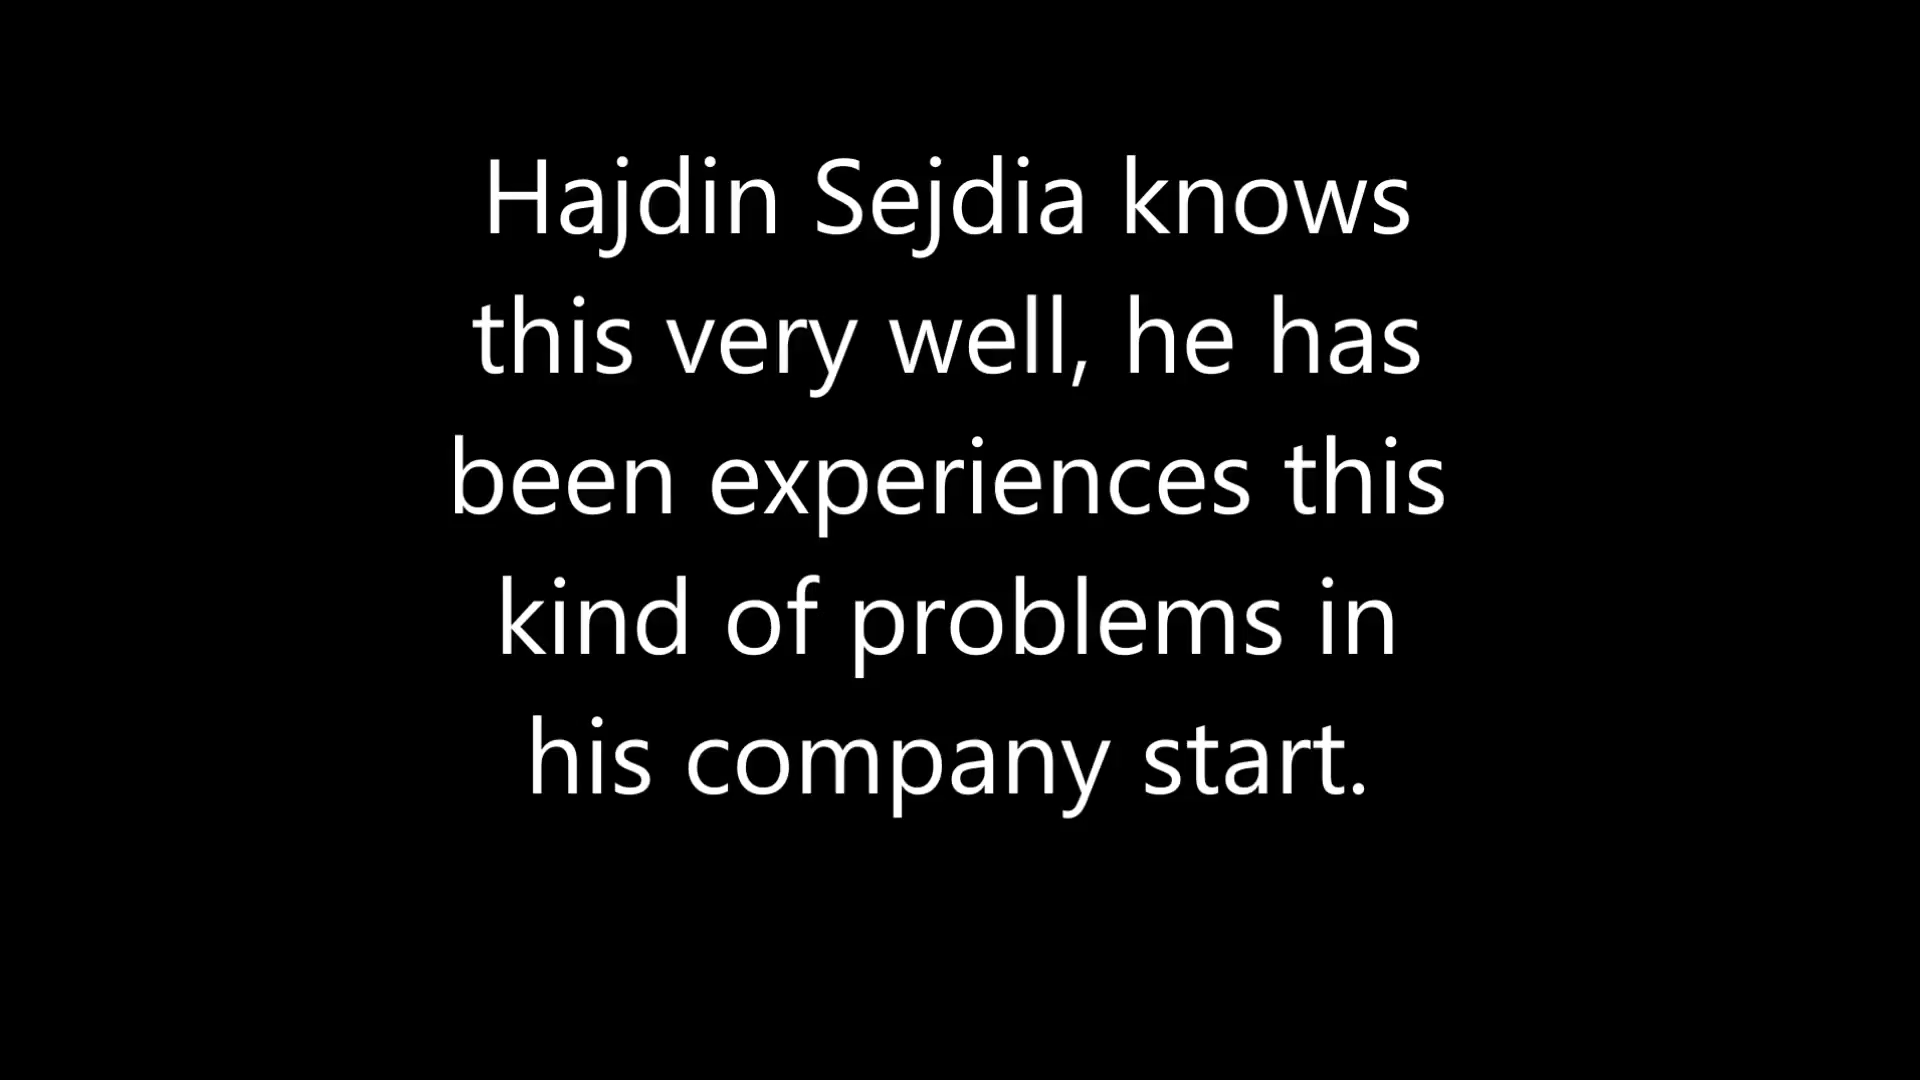 Hajdin Sejdia knows
this very well, he has
been experiences this
kind of problems in
his company start.